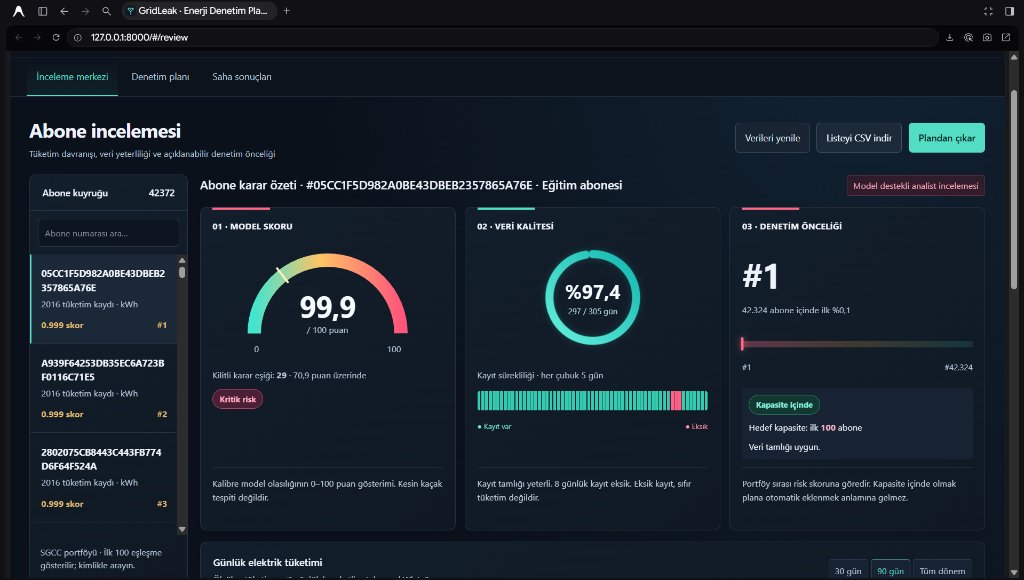 GridLeak · Enerji Denetim Pla...
127.0.0.1:8000/#/review
İnceleme merkezi
Denetim planı
Saha sonuçları
Abone incelemesi
Tüketim davranışı, veri yeterliliği ve açıklanabilir denetim önceliği
Verileri yenile
Listeyi CSV indir
Plandan çıkar
Abone kuyruğu 42372
Abone numarası ara...
05CC1F5D982A0BE43DBEB2
357865A76E
2016 tüketim kaydı · kWh
0.999 skor #1
A939F64253DB35EC6A723B
F0116C71E5
2016 tüketim kaydı · kWh
0.999 skor #2
2802075CB8443C443FB774
D6F64F524A
2016 tüketim kaydı · kWh
0.999 skor #3
SGCC portföyü · İlk 100 eşleşme
gösterilir; kimlikle arayın.
Abone karar özeti · #05CC1F5D982A0BE43DBEB2357865A76E · Eğitim abonesi
Model destekli analist incelemesi
01 · MODEL SKORU
99,9
/ 100 puan
0 100
Kilitli karar eşiği: 29 · 70,9 puan üzerinde
Kritik risk
Kalibre model olasılığının 0–100 puan gösterimi. Kesin kaçak
tespiti değildir.
02 · VERİ KALİTESİ
%97,4
297 / 305 gün
Kayıt sürekliliği · her çubuk 5 gün
Kayıt var
Eksik
Kayıt tamlığı yeterli. 8 günlük kayıt eksik. Eksik kayıt, sıfır
tüketim değildir.
03 · DENETİM ÖNCELİĞİ
#1
42.324 abone içinde ilk %0,1
#1 #42.324
Kapasite içinde
Hedef kapasite: ilk 100 abone
Veri tamlığı uygun.
Portföy sırası risk skoruna göredir. Kapasite içinde olmak
plana otomatik eklenmek anlamına gelmez.
Günlük elektrik tüketimi
30 gün
90 gün
Tüm dönem